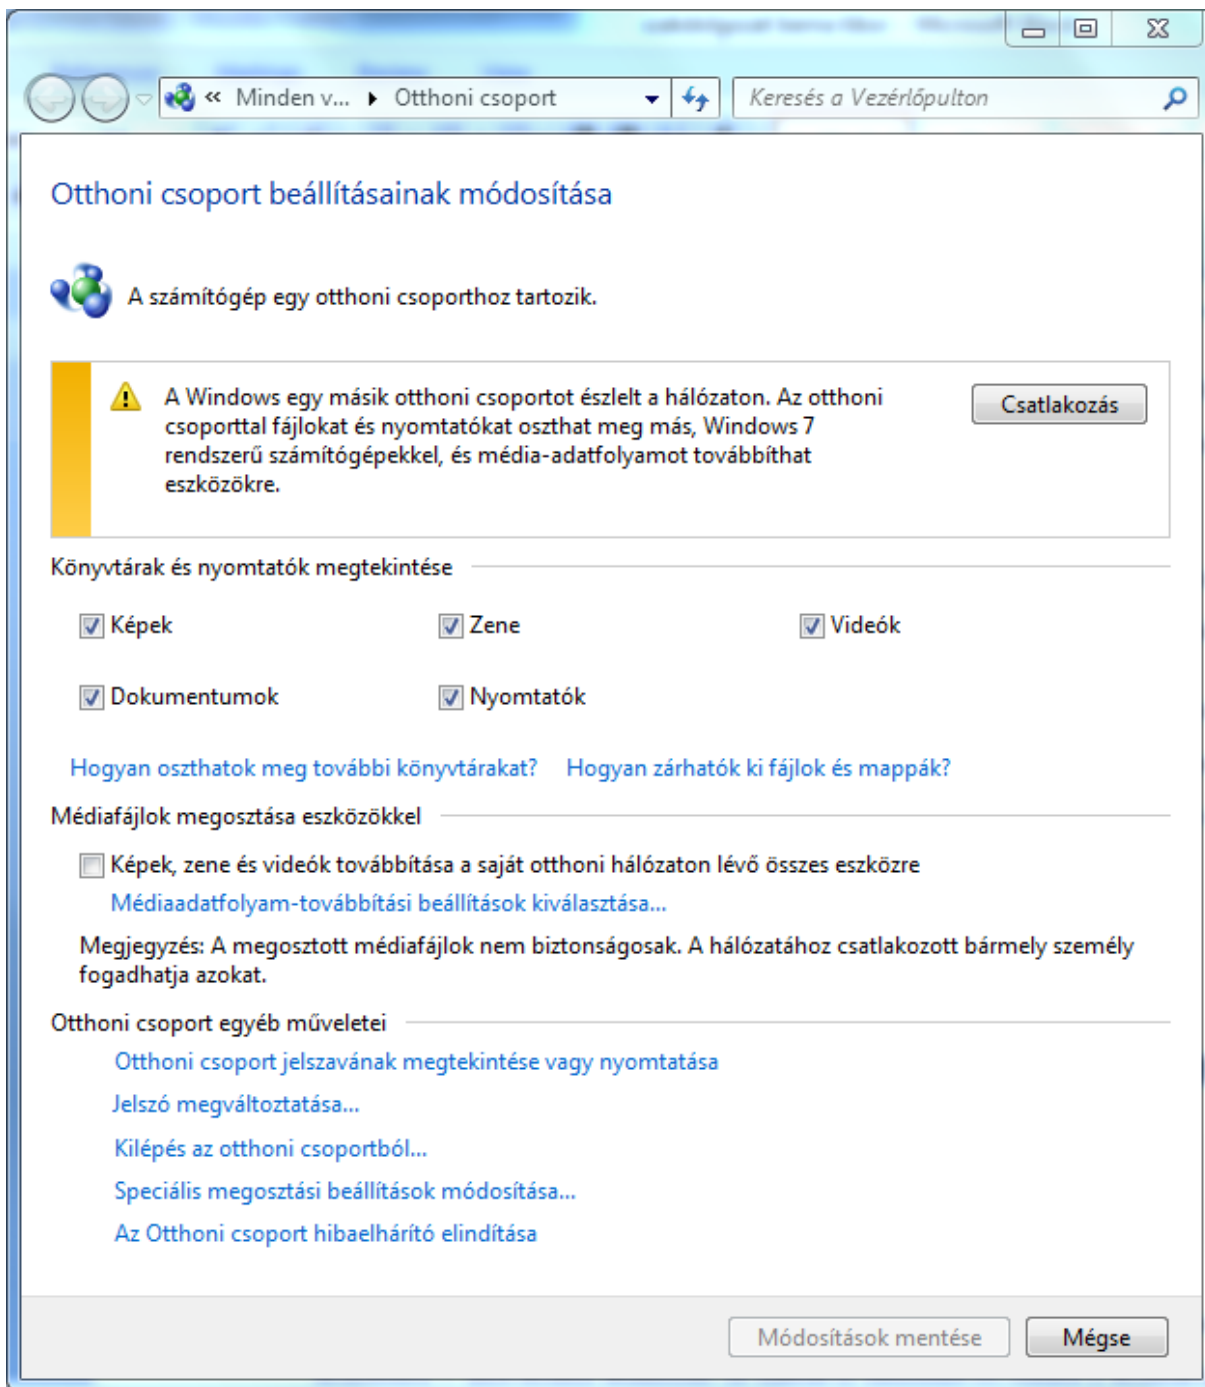 « Minden v... Otthoni csoport Keresés a Vezérlőpulton
Otthoni csoport beállításainak módosítása
A számítógép egy otthoni csoporthoz tartozik.
A Windows egy másik otthoni csoportot észlelt a hálózaton. Az otthoni
csoporttal fájlokat és nyomtatókat oszthat meg más, Windows 7
rendszerű számítógépekkel, és média-adatfolyamot továbbíthat
eszközökre.
Csatlakozás
Könyvtárak és nyomtatók megtekintése
Képek Zene Videók
Dokumentumok Nyomtatók
Hogyan oszthatok meg további könyvtárakat? Hogyan zárhatók ki fájlok és mappák?
Médiafájlok megosztása eszközökkel
Képek, zene és videók továbbítása a saját otthoni hálózaton lévő összes eszközre
Médiaadatfolyam-továbbítási beállítások kiválasztása...
Megjegyzés: A megosztott médiafájlok nem biztonságosak. A hálózatához csatlakozott bármely személy
fogadhatja azokat.
Otthoni csoport egyéb műveletei
Otthoni csoport jelszavának megtekintése vagy nyomtatása
Jelszó megváltoztatása...
Kilépés az otthoni csoportból...
Speciális megosztási beállítások módosítása...
Az Otthoni csoport hibaelhárító elindítása
Módosítások mentése Mégse